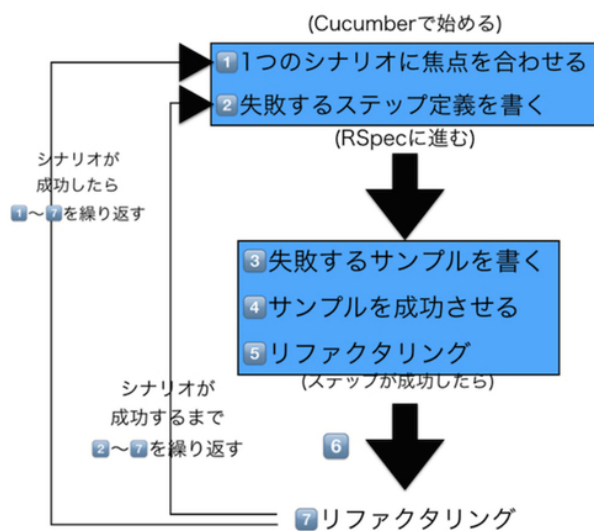 (Cucumberで始める)
1 1つのシナリオに焦点を合わせる
2 失敗するステップ定義を書く
(RSpecに進む)
シナリオが
成功したら
1〜7を繰り返す
3 失敗するサンプルを書く
4 サンプルを成功させる
5 リファクタリング
(ステップが成功したら)
シナリオが
成功するまで
2〜7を繰り返す
6
7 リファクタリング